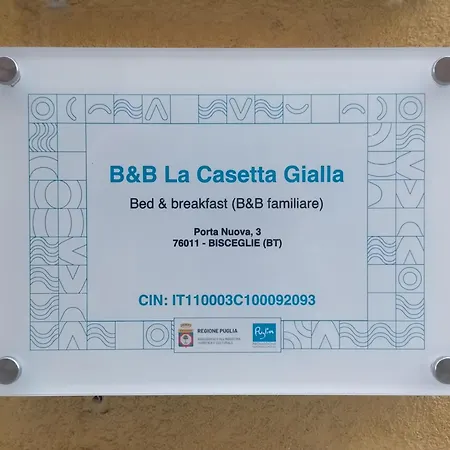 B&B La Casetta Gialla
Bed & breakfast (B&B familiare)
Porta Nuova, 3
76011 - BISCEGLIE (BT)
CIN: IT110003C100092093
REGIONE PUGLIA